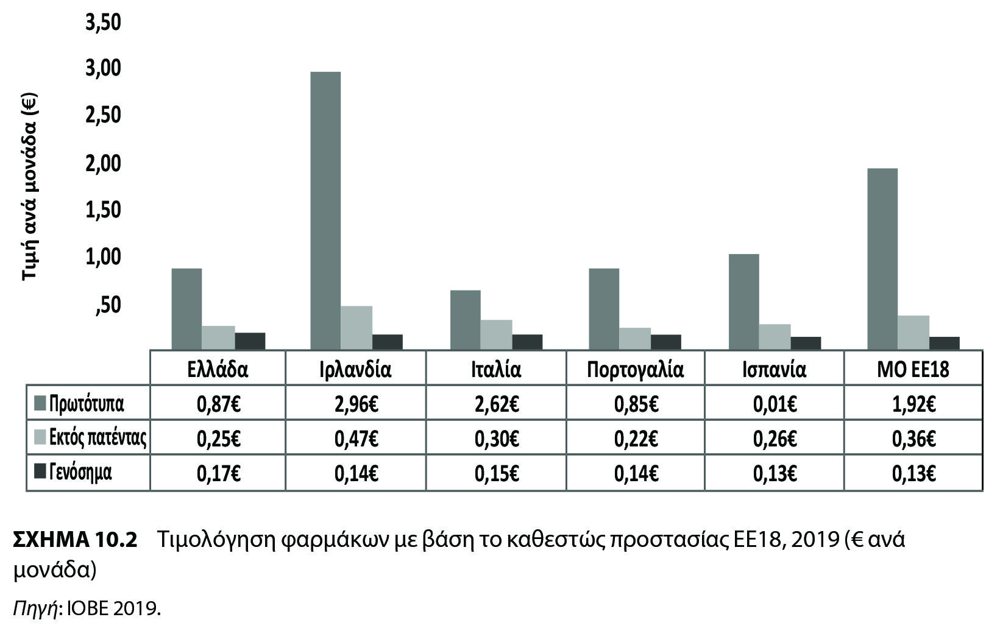 Τιμή ανά μονάδα (€)
3,50
3,00
2,50
2,00
1,50
1,00
,50
Ελλάδα Ιρλανδία Ιταλία Πορτογαλία Ισπανία ΜΟ ΕΕ18
Πρωτότυπα 0,87€ 2,96€ 2,62€ 0,85€ 0,01€ 1,92€
Εκτός πατέντας 0,25€ 0,47€ 0,30€ 0,22€ 0,26€ 0,36€
Γενόσημα 0,17€ 0,14€ 0,15€ 0,14€ 0,13€ 0,13€
ΣΧΗΜΑ 10.2 Τιμολόγηση φαρμάκων με βάση το καθεστώς προστασίας ΕΕ18, 2019 (€ ανά
μονάδα)
Πηγή: ΙΟΒΕ 2019.